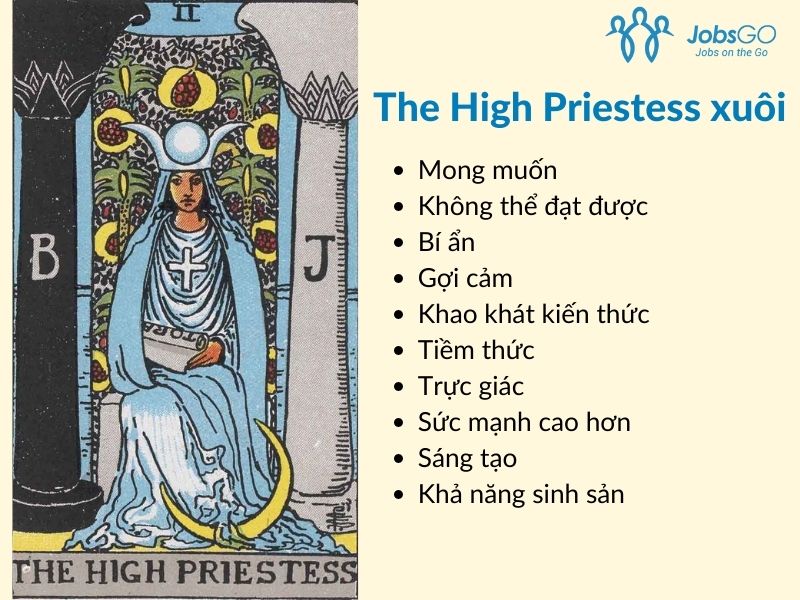 II
B
J
TORA
THE HIGH PRIESTESS
JobsGO
Jobs on the Go
The High Priestess xuôi
Mong muốn
Không thể đạt được
Bí ẩn
Gợi cảm
Khao khát kiến thức
Tiềm thức
Trực giác
Sức mạnh cao hơn
Sáng tạo
Khả năng sinh sản